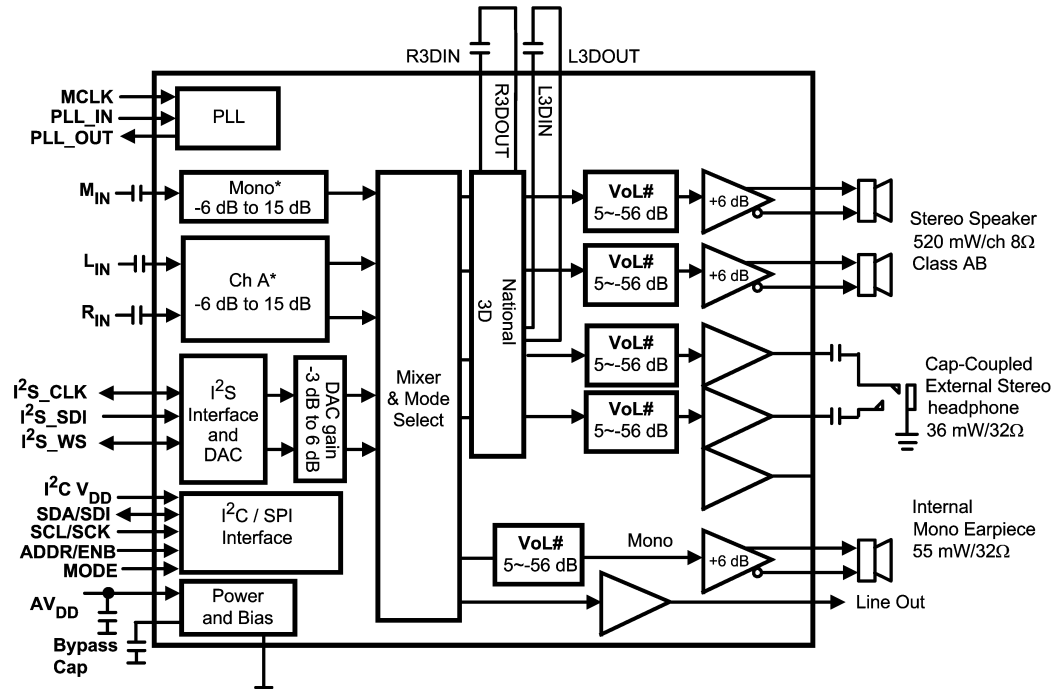 R3DIN
L3DOUT
R3DOUT
L3DIN
MCLK
PLL_IN
PLL_OUT
PLL
M_IN
Mono*
-6 dB to 15 dB
L_IN
R_IN
Ch A*
-6 dB to 15 dB
I²S_CLK
I²S_SDI
I²S_WS
I²S
Interface
and
DAC
DAC gain
-3 dB to 6 dB
I²C V_DD
SDA/SDI
SCL/SCK
ADDR/ENB
MODE
I²C / SPI
Interface
AV_DD
Bypass
Cap
Power
and Bias
Mixer
& Mode
Select
National
3D
VoL#
5~-56 dB
+6 dB
VoL#
5~-56 dB
+6 dB
Stereo Speaker
520 mW/ch 8Ω
Class AB
VoL#
5~-56 dB
VoL#
5~-56 dB
Cap-Coupled
External Stereo
headphone
36 mW/32Ω
VoL#
5~-56 dB
Mono
+6 dB
Internal
Mono Earpiece
55 mW/32Ω
Line Out